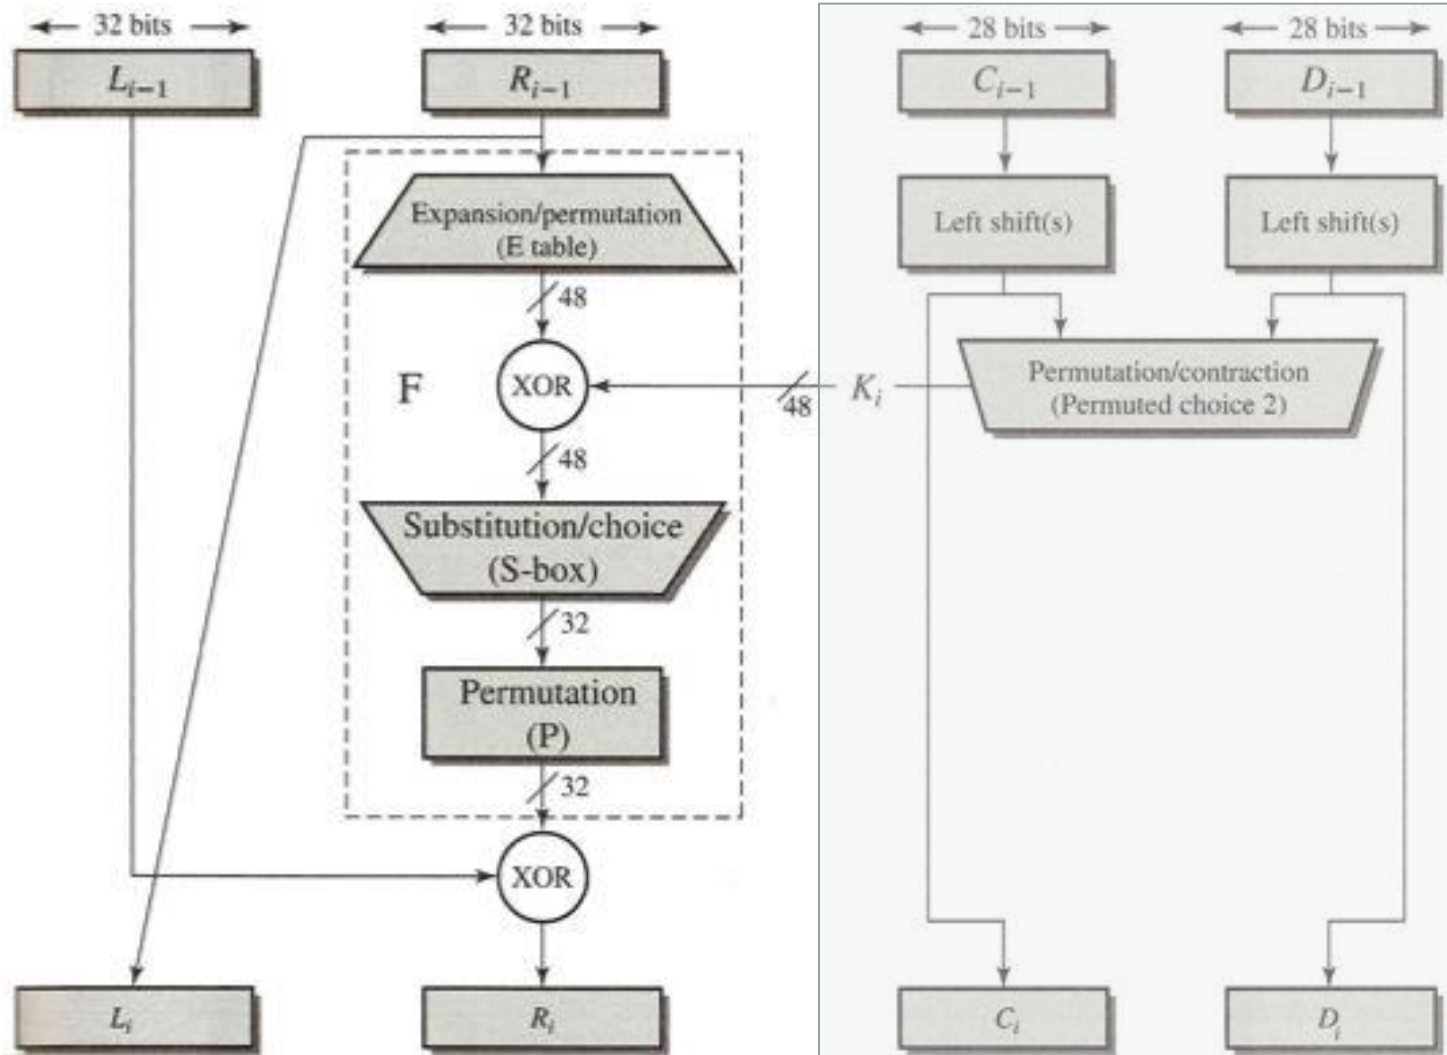 32 bits
32 bits
28 bits
28 bits
L_{i−1}
R_{i−1}
C_{i−1}
D_{i−1}
Expansion/permutation
(E table)
Left shift(s)
Left shift(s)
48
F
XOR
48
K_i
Permutation/contraction
(Permuted choice 2)
48
Substitution/choice
(S-box)
32
Permutation
(P)
32
XOR
L_i
R_i
C_i
D_i